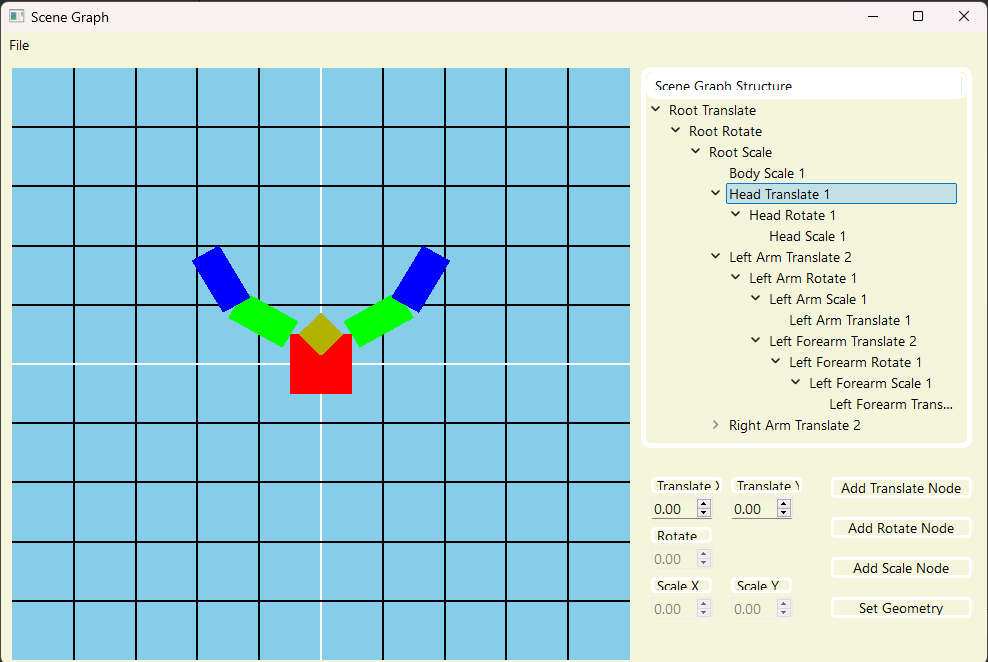 Scene Graph
File
Scene Graph Structure
Root Translate
Root Rotate
Root Scale
Body Scale 1
Head Translate 1
Head Rotate 1
Head Scale 1
Left Arm Translate 2
Left Arm Rotate 1
Left Arm Scale 1
Left Arm Translate 1
Left Forearm Translate 2
Left Forearm Rotate 1
Left Forearm Scale 1
Left Forearm Trans...
Right Arm Translate 2
Translate X Translate Y Add Translate Node
0.00 0.00
Rotate Add Rotate Node
0.00 Add Scale Node
Scale X Scale Y
0.00 0.00 Set Geometry